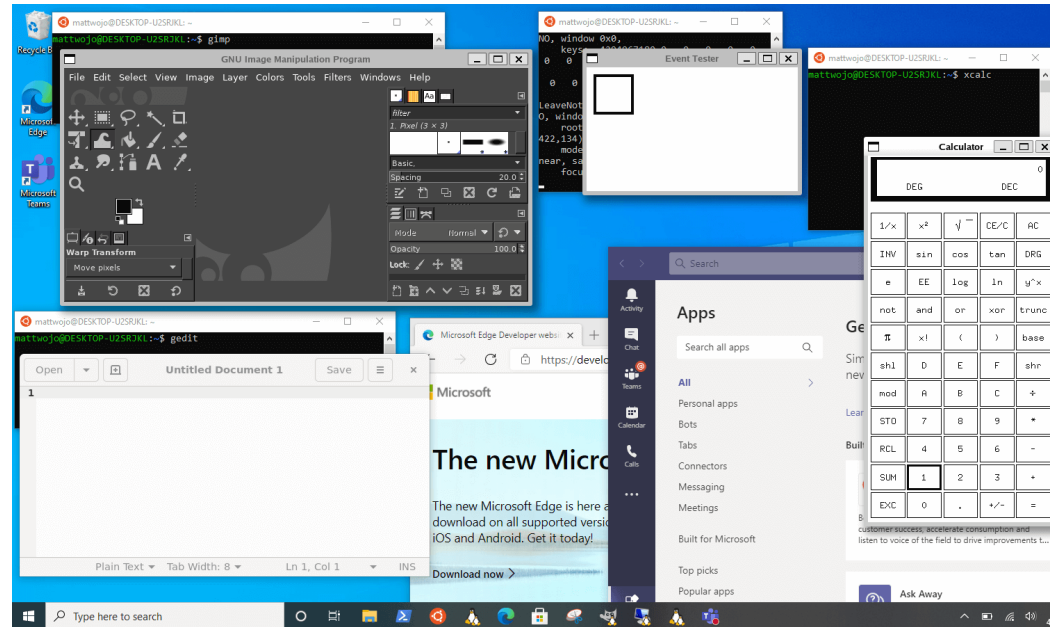 Recycle B
Microsoft
Edge
Microsoft
Teams
mattwojo@DESKTOP-U2SRJKL: ~
mattwojo@DESKTOP-U2SRJKL:~$ gimp
GNU Image Manipulation Program
File Edit Select View Image Layer Colors Tools Filters Windows Help
Aa
filter
1. Pixel (3 × 3)
Basic,
Spacing 20.0
Mode Normal
Opacity 100.0
Lock:
Warp Transform
Move pixels
mattwojo@DESKTOP-U2SRJKL: ~
NO, window 0x0,
0 0
0 0
LeaveNot
O, windo
root
422,134)
mode
near, sa
focu
Event Tester
mattwojo@DESKTOP-U2SRJKL: ~
mattwojo@DESKTOP-U2SRJKL:~$ xcalc
Calculator
0
DEG DEC
1/x x² √ CE/C AC
INV sin cos tan DRG
e EE log ln y^x
not and or xor trunc
π x! ( ) base
shl D E F shr
mod A B C ÷
STO 7 8 9 *
RCL 4 5 6 -
SUM 1 2 3 +
EXC 0 . +/- =
mattwojo@DESKTOP-U2SRJKL: ~
mattwojo@DESKTOP-U2SRJKL:~$ gedit
Open Untitled Document 1 Save
1
Plain Text Tab Width: 8 Ln 1, Col 1 INS
Microsoft Edge Developer websi
https://develo
Microsoft
The new Micro
The new Microsoft Edge is here a
download on all supported versio
iOS and Android. Get it today!
Download now >
Search
Activity
Chat
Teams
Calendar
Calls
Apps
Search all apps
All
Personal apps
Bots
Tabs
Connectors
Messaging
Meetings
Built for Microsoft
Top picks
Popular apps
Ge
Sim
new
Lear
Built
customer success, accelerate consumption and
listen to voice of the field to drive improvements t...
Ask Away
Type here to search